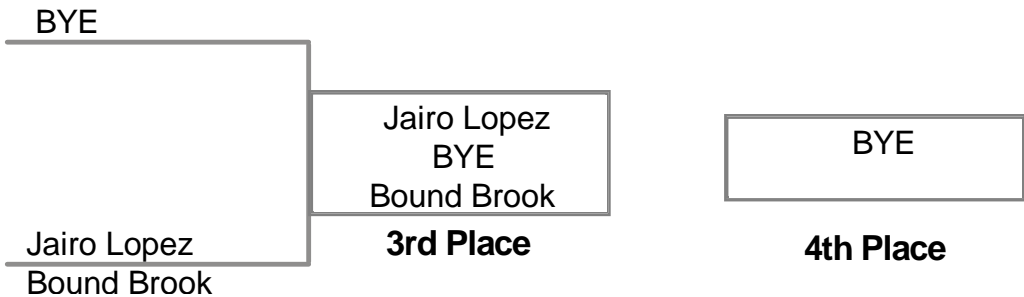 BYE
Jairo Lopez
BYE
Bound Brook
3rd Place
BYE
4th Place
Jairo Lopez
Bound Brook